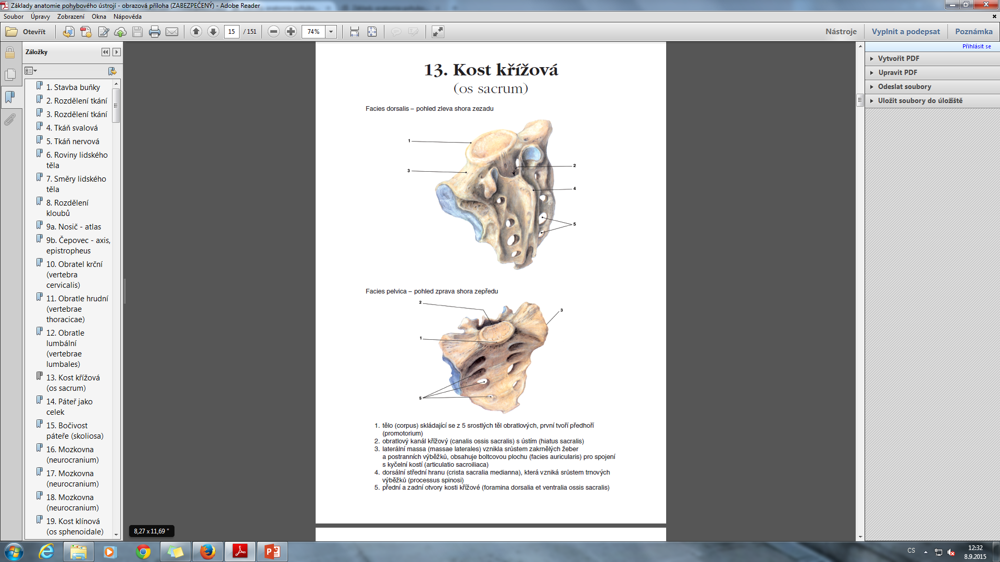 Základy anatomie pohybového ústrojí - obrazová příloha (ZABEZPEČENÝ) - Adobe Reader
Soubor Úpravy Zobrazení Okna Nápověda
Otevřít
15 / 151
74%
Nástroje
Vyplnit a podepsat
Poznámka
Záložky
1. Stavba buňky
2. Rozdělení tkání
3. Rozdělení tkání
4. Tkáň svalová
5. Tkáň nervová
6. Roviny lidského
těla
7. Směry lidského
těla
8. Rozdělení
kloubů
9a. Nosič - atlas
9b. Čepovec - axis,
epistropheus
10. Obratel krční
(vertebra
cervicalis)
11. Obratle hrudní
(vertebrae
thoracicae)
12. Obratle
lumbální
(vertebrae
lumbales)
13. Kost křížová
(os sacrum)
14. Páteř jako
celek
15. Bočivost
páteře (skoliosa)
16. Mozkovna
(neurocranium)
17. Mozkovna
(neurocranium)
18. Mozkovna
(neurocranium)
19. Kost klínová
(os sphenoidale)
8,27 x 11,69 "
13. Kost křížová
(os sacrum)
Facies dorsalis – pohled zleva shora zezadu
1
2
3
4
5
Facies pelvica – pohled zprava shora zepředu
2
3
1
5
1. tělo (corpus) skládající se z 5 srostlých těl obratlových, první tvoří předhoří
(promotorium)
2. obratlový kanál křížový (canalis ossis sacralis) s ústím (hiatus sacralis)
3. laterální massa (massae laterales) vznikla srůstem zakrnělých žeber
a postranních výběžků, obsahuje boltcovou plochu (facies auricularis) pro spojení
s kyčelní kostí (articulatio sacroiliaca)
4. dorsální střední hranu (crista sacralia medianna), která vzniká srůstem trnových
výběžků (processus spinosi)
5. přední a zadní otvory kosti křížové (foramina dorsalia et ventralia ossis sacralis)
Přihlásit se
Vytvořit PDF
Upravit PDF
Odeslat soubory
Uložit soubory do úložiště
CS
12:32
8.9.2015